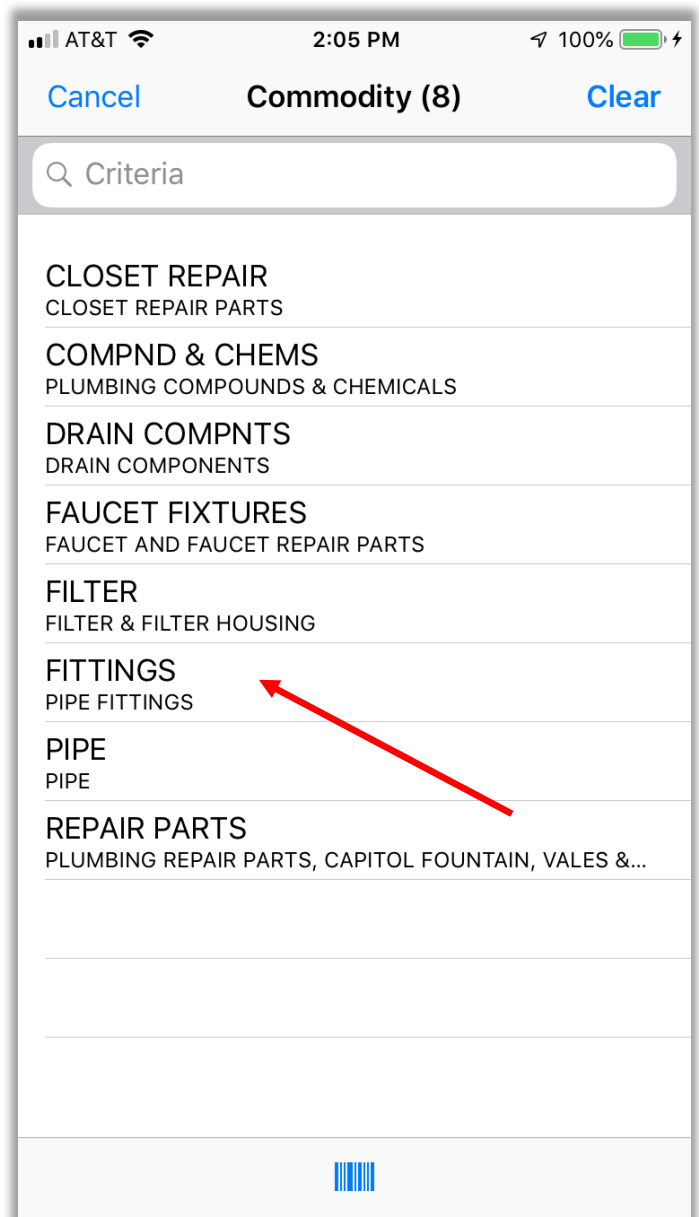 AT&T 2:05 PM 100%
Cancel Commodity (8) Clear
Criteria
CLOSET REPAIR
CLOSET REPAIR PARTS
COMPND & CHEMS
PLUMBING COMPOUNDS & CHEMICALS
DRAIN COMPNTS
DRAIN COMPONENTS
FAUCET FIXTURES
FAUCET AND FAUCET REPAIR PARTS
FILTER
FILTER & FILTER HOUSING
FITTINGS
PIPE FITTINGS
PIPE
PIPE
REPAIR PARTS
PLUMBING REPAIR PARTS, CAPITOL FOUNTAIN, VALES &...